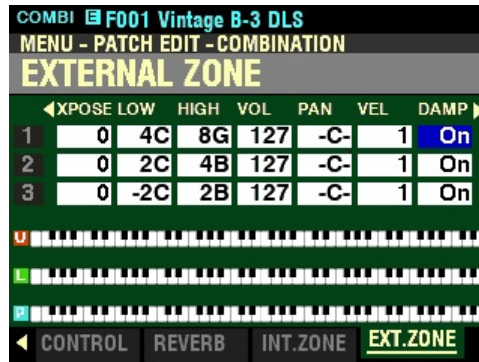 COMBI E F001 Vintage B-3 DLS
MENU - PATCH EDIT - COMBINATION
EXTERNAL ZONE
XPOSE LOW HIGH VOL PAN VEL DAMP
1 0 4C 8G 127 -C- 1 On
2 0 2C 4B 127 -C- 1 On
3 0 -2C 2B 127 -C- 1 On
U
L
P
CONTROL REVERB INT.ZONE EXT.ZONE